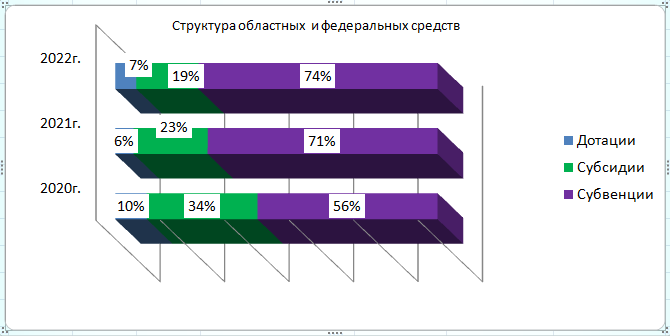 Структура областных и федеральных средств
2022г.
7%
19%
74%
2021г.
6%
23%
71%
2020г.
10%
34%
56%
Дотации
Субсидии
Субвенции